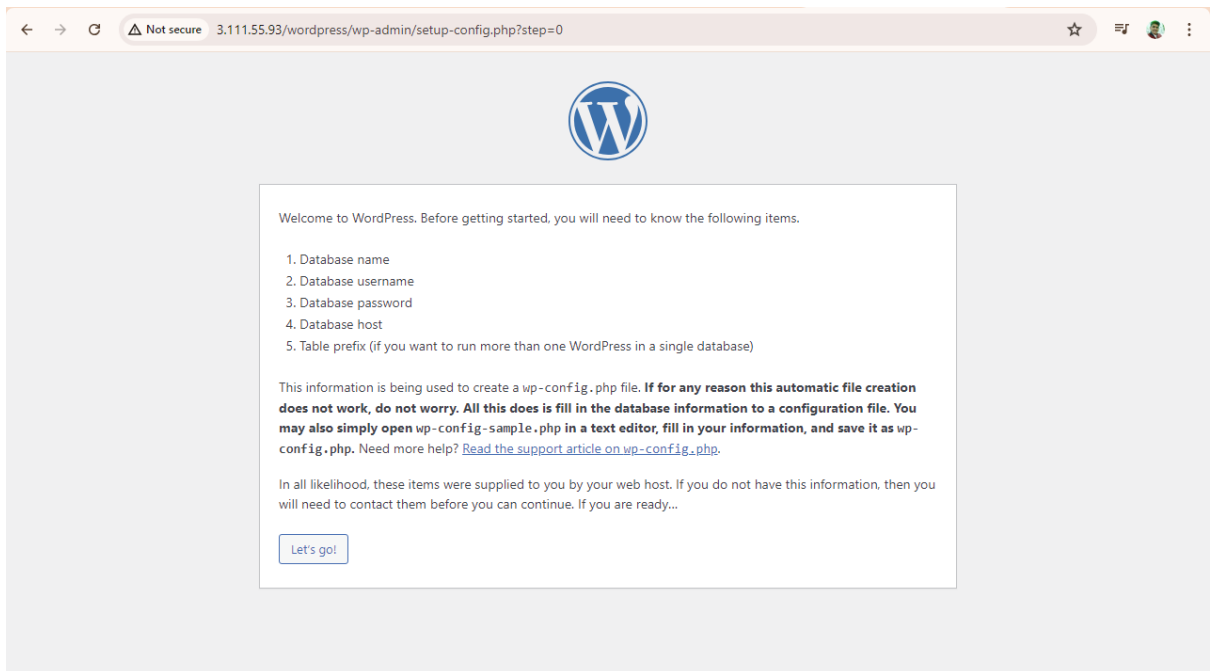 Not secure 3.111.55.93/wordpress/wp-admin/setup-config.php?step=0
Welcome to WordPress. Before getting started, you will need to know the following items.
1. Database name
2. Database username
3. Database password
4. Database host
5. Table prefix (if you want to run more than one WordPress in a single database)
This information is being used to create a wp-config.php file. If for any reason this automatic file creation
does not work, do not worry. All this does is fill in the database information to a configuration file. You
may also simply open wp-config-sample.php in a text editor, fill in your information, and save it as wp-
config.php. Need more help? Read the support article on wp-config.php.
In all likelihood, these items were supplied to you by your web host. If you do not have this information, then you
will need to contact them before you can continue. If you are ready...
Let's go!